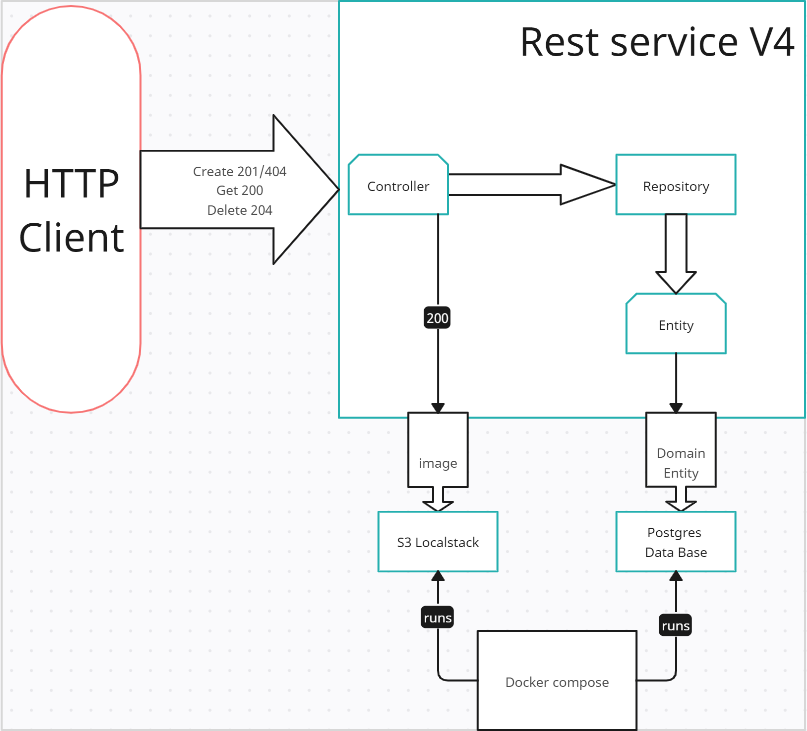 Rest service V4
HTTP
Client
Create 201/404
Get 200
Delete 204
Controller
Repository
200
Entity
image
Domain
Entity
S3 Localstack
Postgres
Data Base
runs
runs
Docker compose